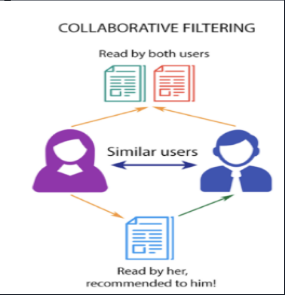 COLLABORATIVE FILTERING
Read by both users
Similar users
Read by her,
recommended to him!